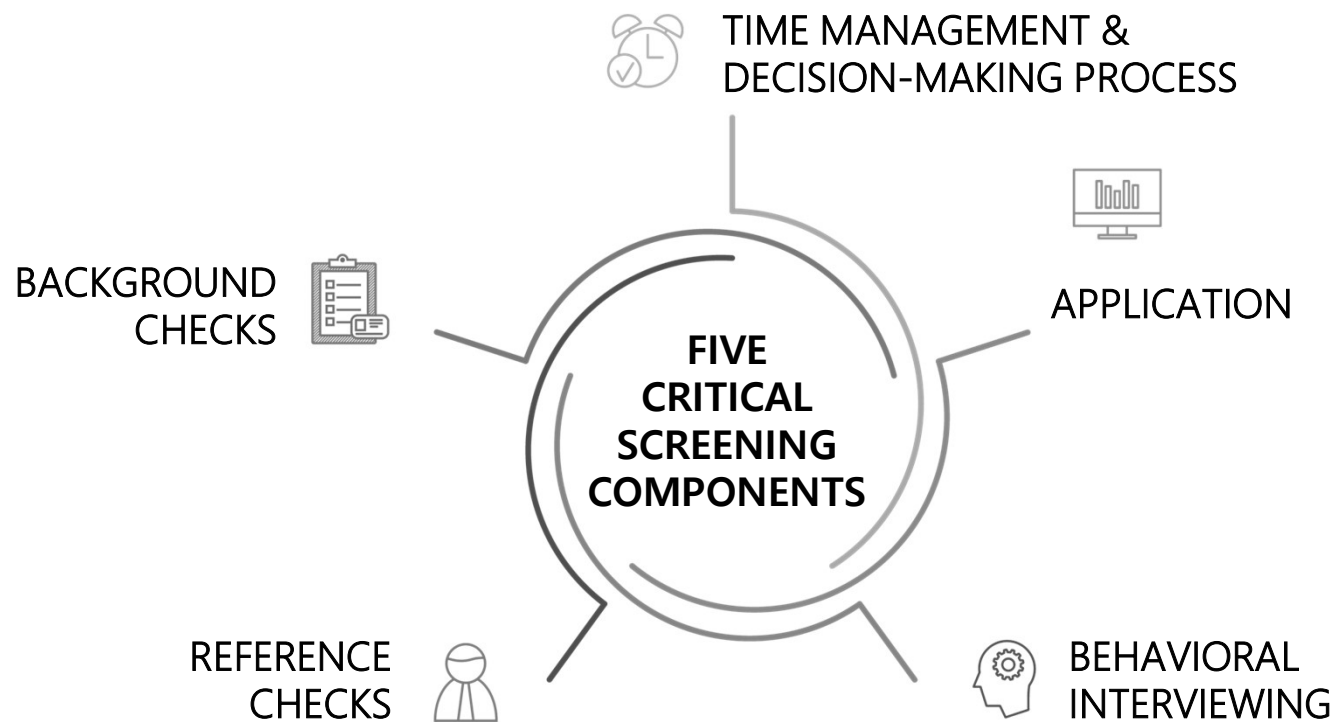 TIME MANAGEMENT &
DECISION-MAKING PROCESS
APPLICATION
BACKGROUND
CHECKS
FIVE
CRITICAL
SCREENING
COMPONENTS
REFERENCE
CHECKS
BEHAVIORAL
INTERVIEWING